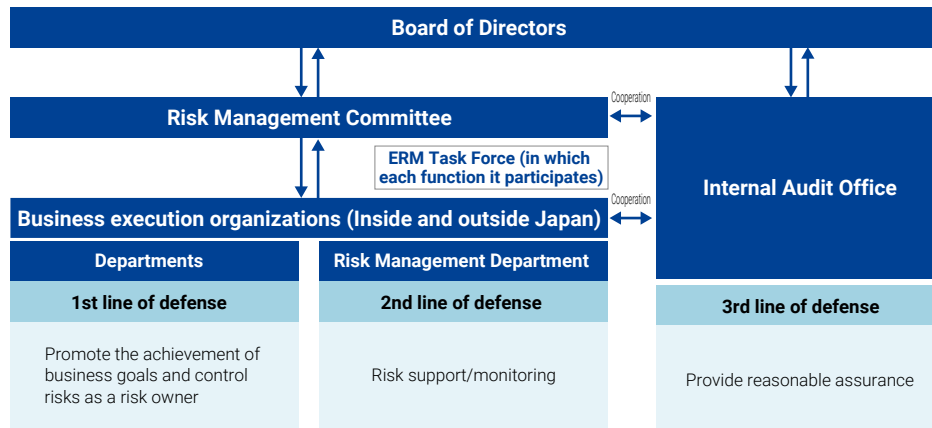 Board of Directors
Risk Management Committee
Cooperation
ERM Task Force (in which
each function it participates)
Internal Audit Office
Business execution organizations (Inside and outside Japan)
Cooperation
Departments
Risk Management Department
1st line of defense
2nd line of defense
3rd line of defense
Promote the achievement of
business goals and control
risks as a risk owner
Risk support/monitoring
Provide reasonable assurance